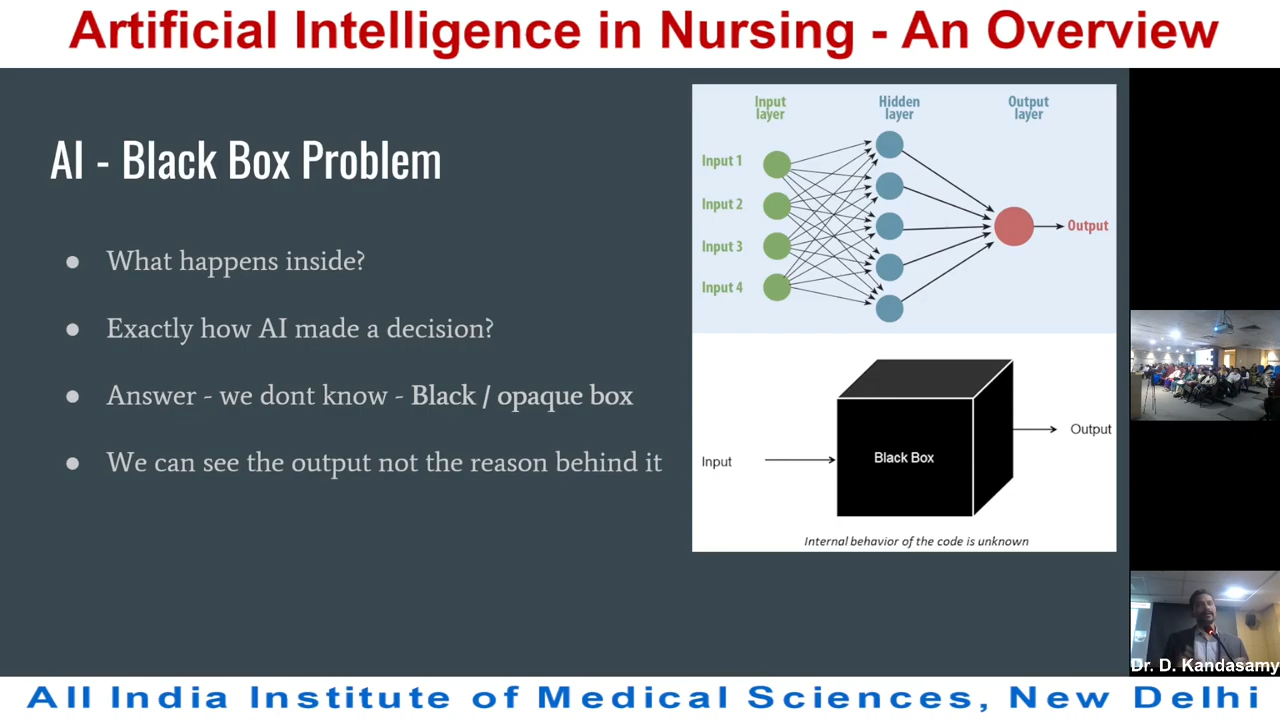 Artificial Intelligence in Nursing - An Overview
AI - Black Box Problem
● What happens inside?
● Exactly how AI made a decision?
● Answer - we dont know - Black / opaque box
● We can see the output not the reason behind it
Input
layer
Hidden
layer
Output
layer
Input 1
Input 2
Input 3
Input 4
Output
Input
Black Box
Output
Internal behavior of the code is unknown
Dr. D. Kandasamy
All India Institute of Medical Sciences, New Delhi